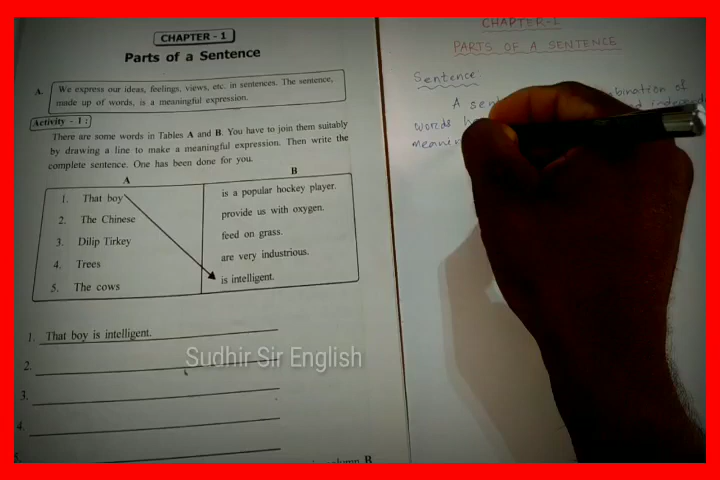 CHAPTER - 1
Parts of a Sentence
A. We express our ideas, feelings, views, etc. in sentences. The sentence,
made up of words, is a meaningful expression.
Activity - 1 :
There are some words in Tables A and B. You have to join them suitably
by drawing a line to make a meaningful expression. Then write the
complete sentence. One has been done for you.
A B
1. That boy is a popular hockey player.
2. The Chinese provide us with oxygen.
3. Dilip Tirkey feed on grass.
4. Trees are very industrious.
5. The cows is intelligent.
1. That boy is intelligent.
2.
3.
4.
5.
B
Sudhir Sir English
CHAPTER-1
PARTS OF A SENTENCE
Sentence:
A of
words